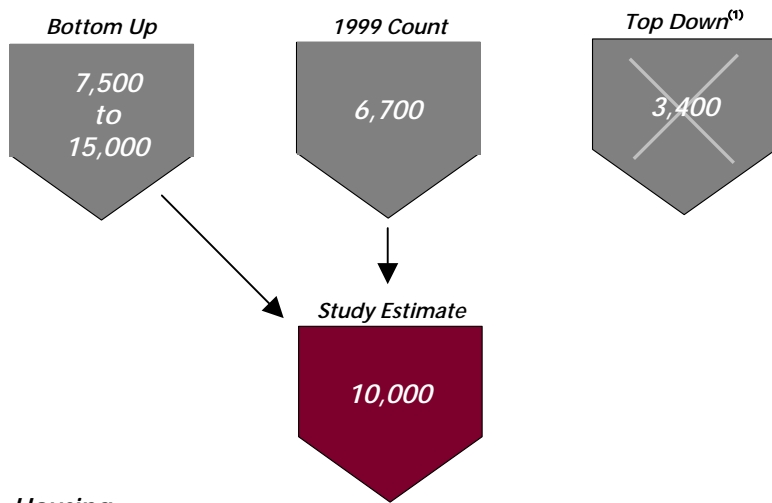 Bottom Up
1999 Count
Top Down(1)
7,500
to
15,000
6,700
3,400
Study Estimate
10,000